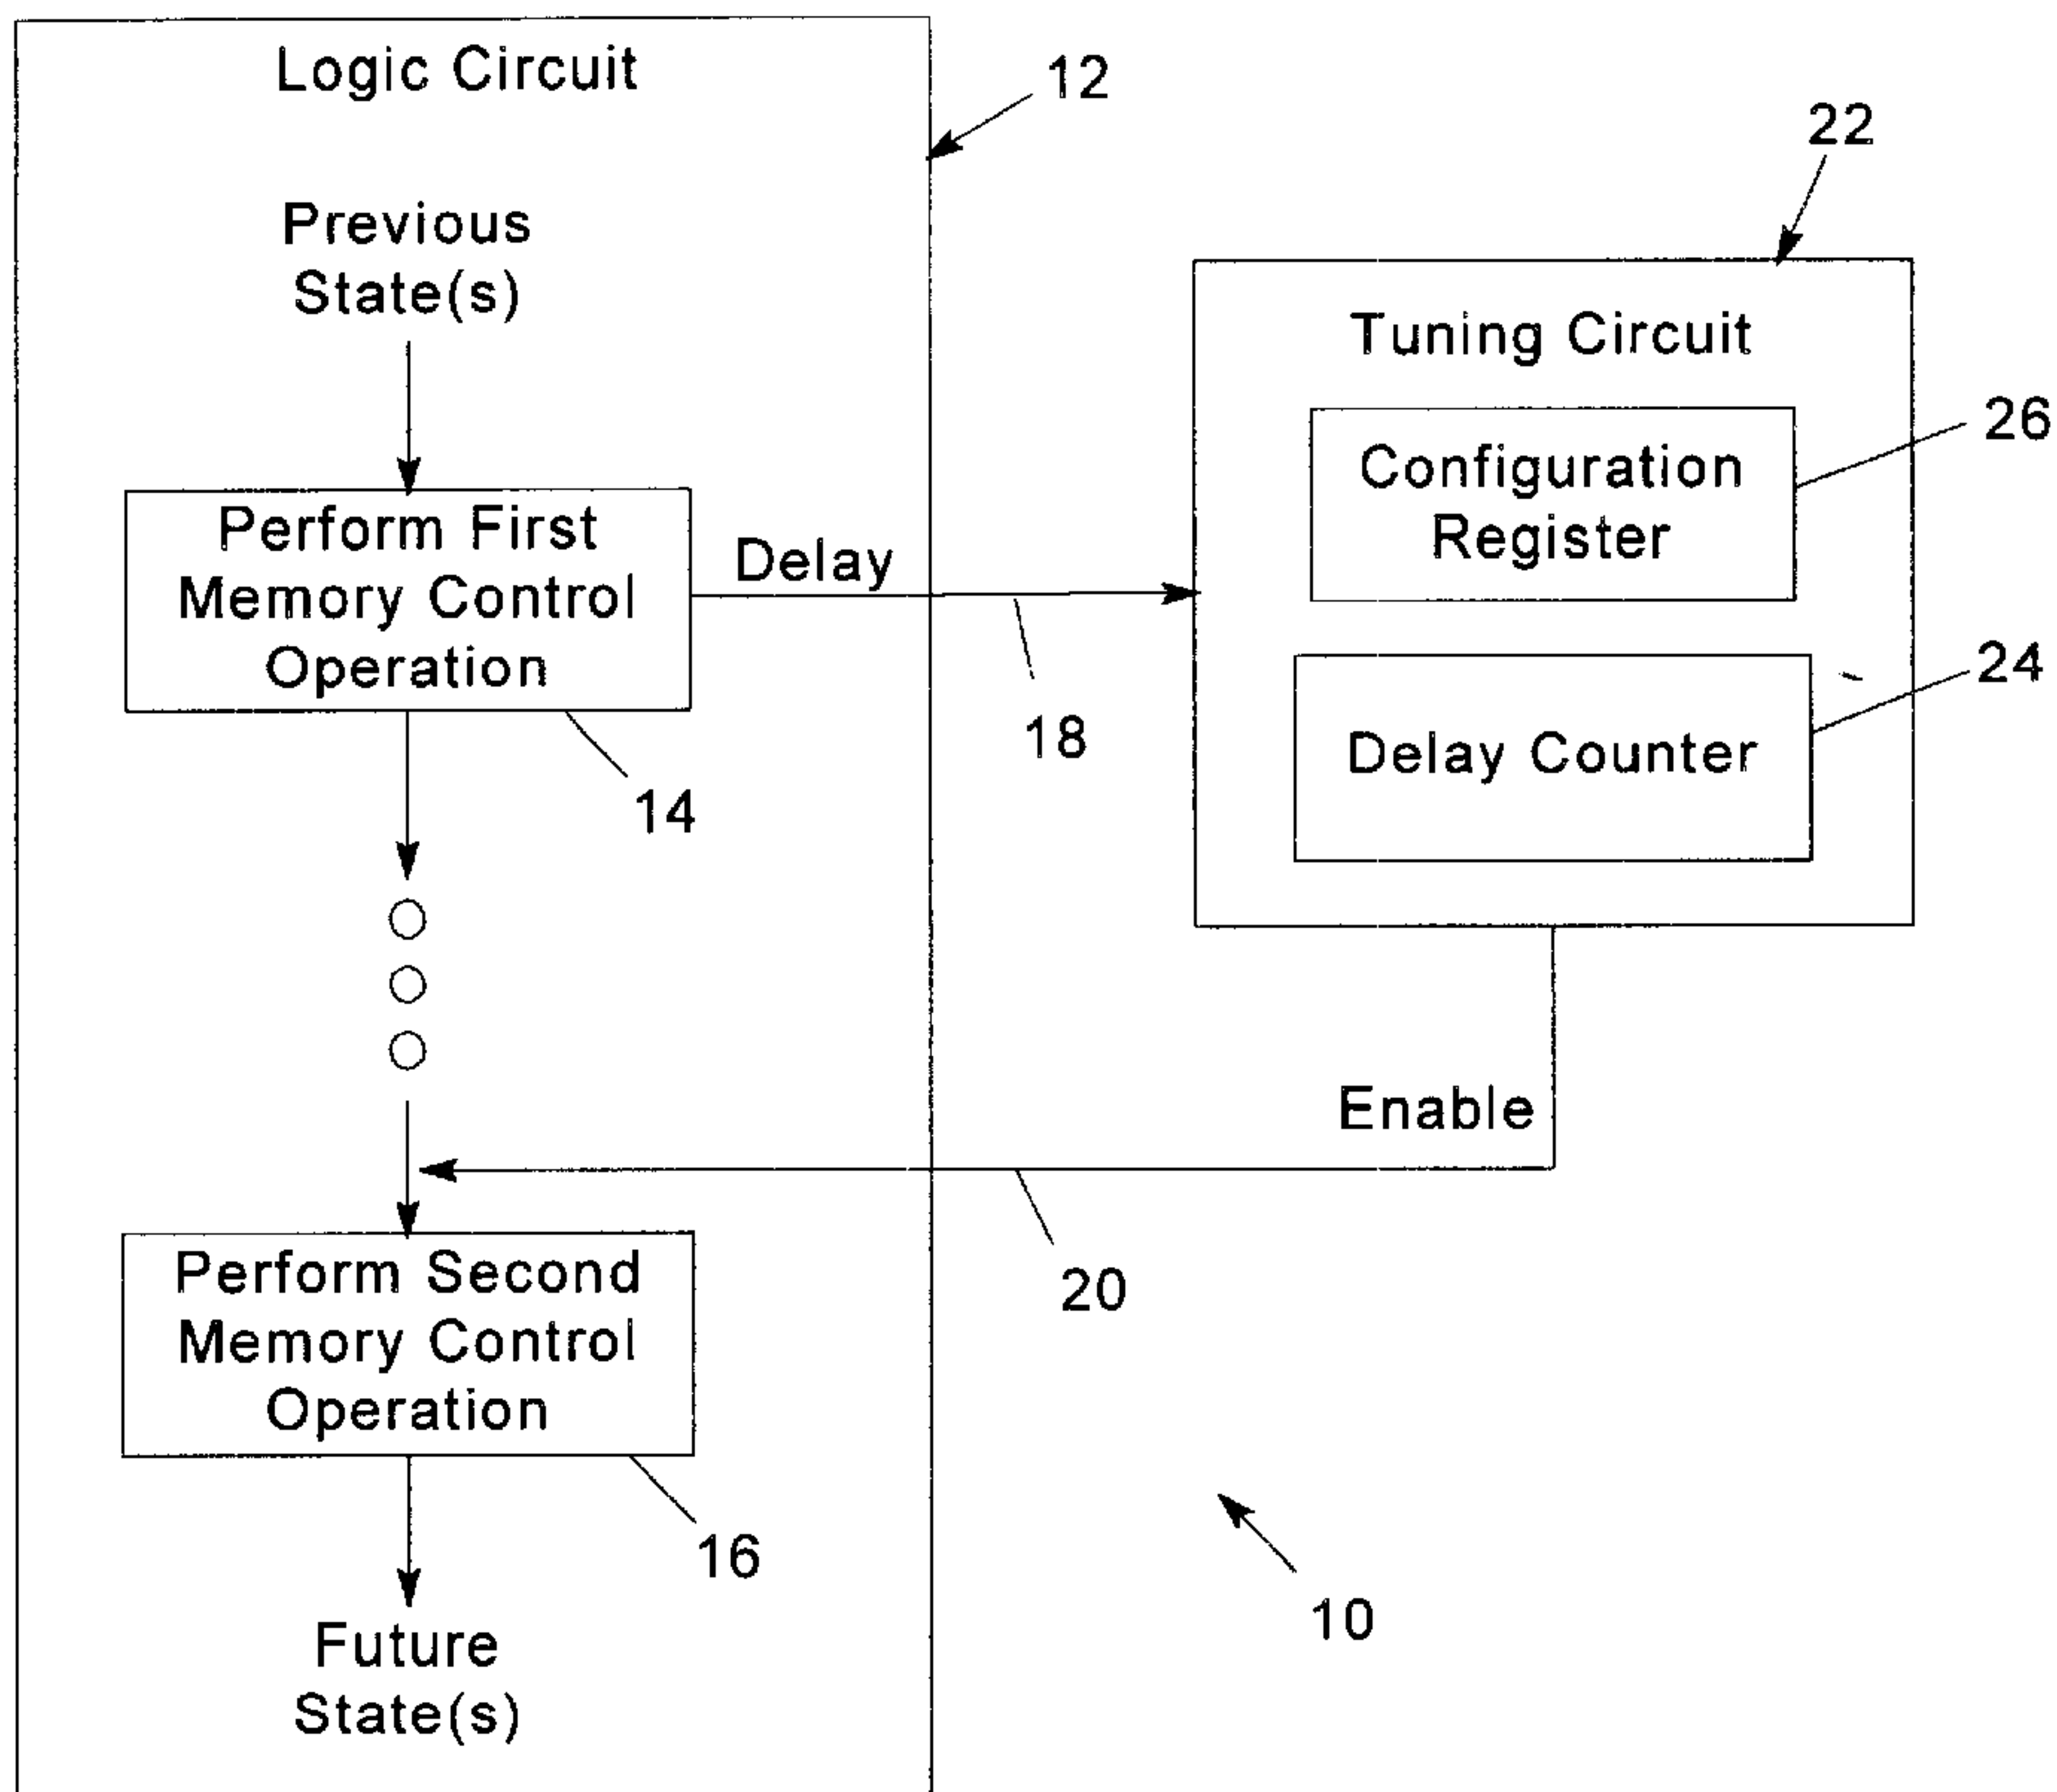 Logic Circuit
12
22
Previous
State(s)
Tuning Circuit
26
Configuration
Register
Perform First
Memory Control
Operation
Delay
18
24
Delay Counter
14
Enable
20
Perform Second
Memory Control
Operation
16
10
Future
State(s)